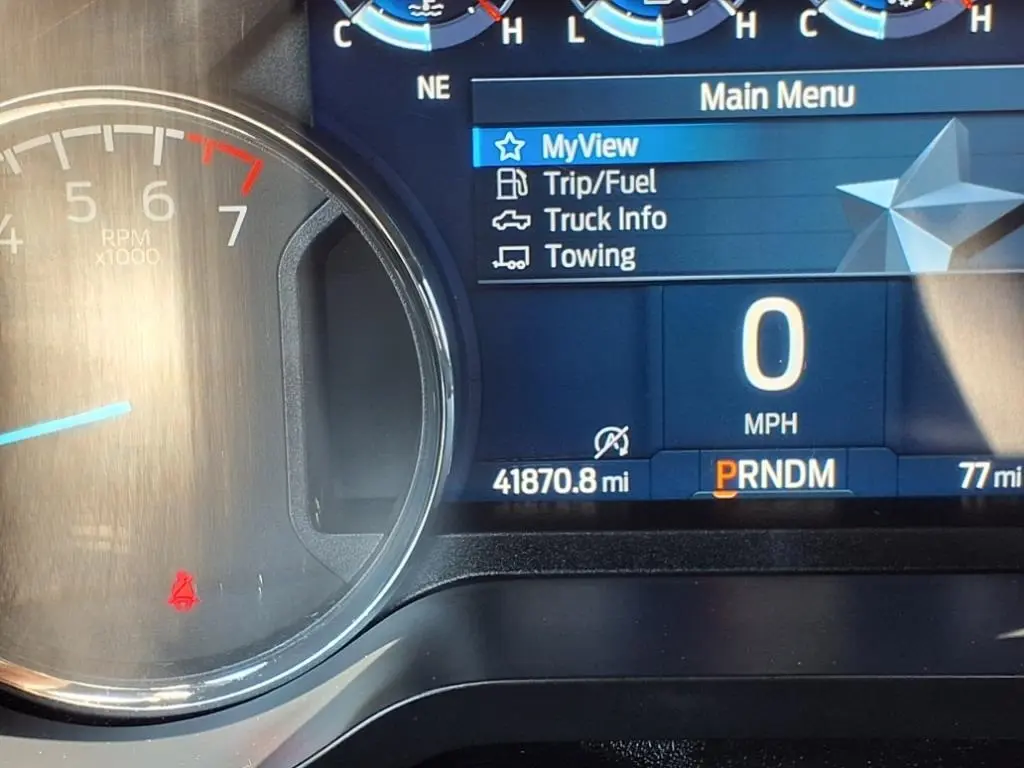 C H L H C H
NE
Main Menu
MyView
Trip/Fuel
Truck Info
Towing
4 5 6 7
RPM
x1000
0
MPH
41870.8 mi PRNDM 77 mi